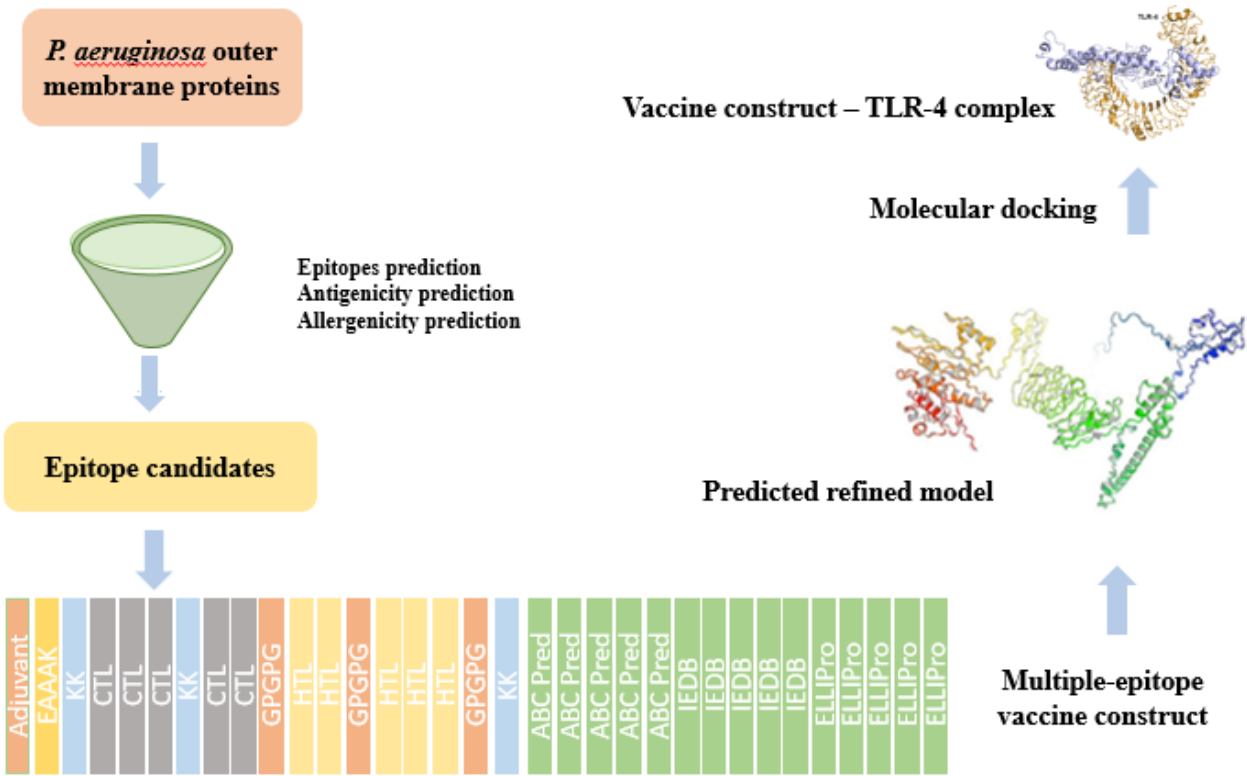 P. aeruginosa outer
membrane proteins
Epitopes prediction
Antigenicity prediction
Allergenicity prediction
Epitope candidates
Adjuvant
EAAAK
KK
CTL
CTL
CTL
KK
CTL
CTL
GPGPG
HTL
HTL
GPGPG
HTL
HTL
HTL
GPGPG
KK
ABC Pred
ABC Pred
ABC Pred
ABC Pred
ABC Pred
IEDB
IEDB
IEDB
IEDB
IEDB
ELLIPro
ELLIPro
ELLIPro
ELLIPro
ELLIPro
Multiple-epitope
vaccine construct
Predicted refined model
Molecular docking
Vaccine construct – TLR-4 complex
TLR-4